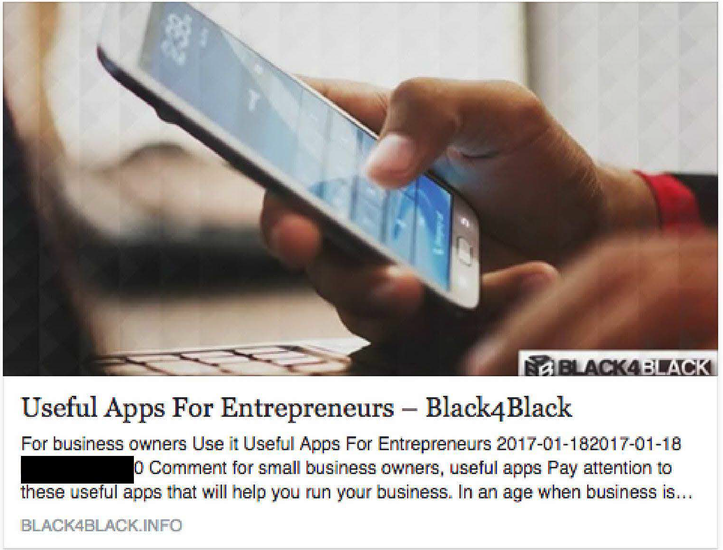 BLACK4BLACK
Useful Apps For Entrepreneurs – Black4Black
For business owners Use it Useful Apps For Entrepreneurs 2017-01-182017-01-18
0 Comment for small business owners, useful apps Pay attention to
these useful apps that will help you run your business. In an age when business is...
BLACK4BLACK.INFO